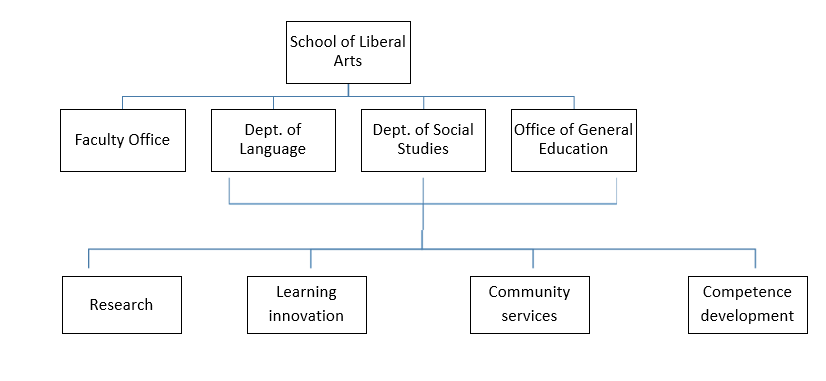 School of Liberal
Arts
Faculty Office
Dept. of
Language
Dept. of Social
Studies
Office of General
Education
Research
Learning
innovation
Community
services
Competence
development